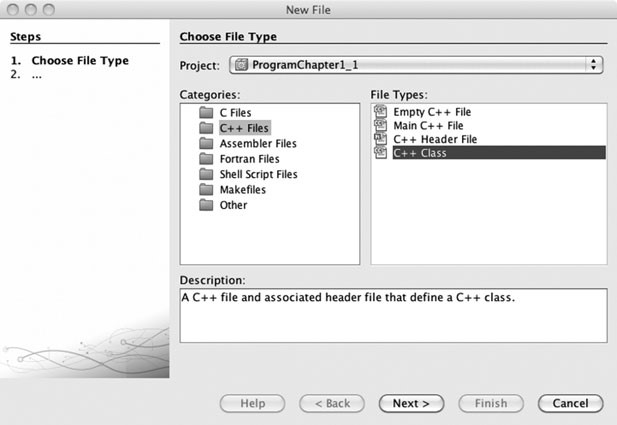 New File
Steps
1. Choose File Type
2. ...
Choose File Type
Project: ProgramChapter1_1
Categories:
C Files
C++ Files
Assembler Files
Fortran Files
Shell Script Files
Makefiles
Other
File Types:
Empty C++ File
Main C++ File
C++ Header File
C++ Class
Description:
A C++ file and associated header file that define a C++ class.
Help
< Back
Next >
Finish
Cancel